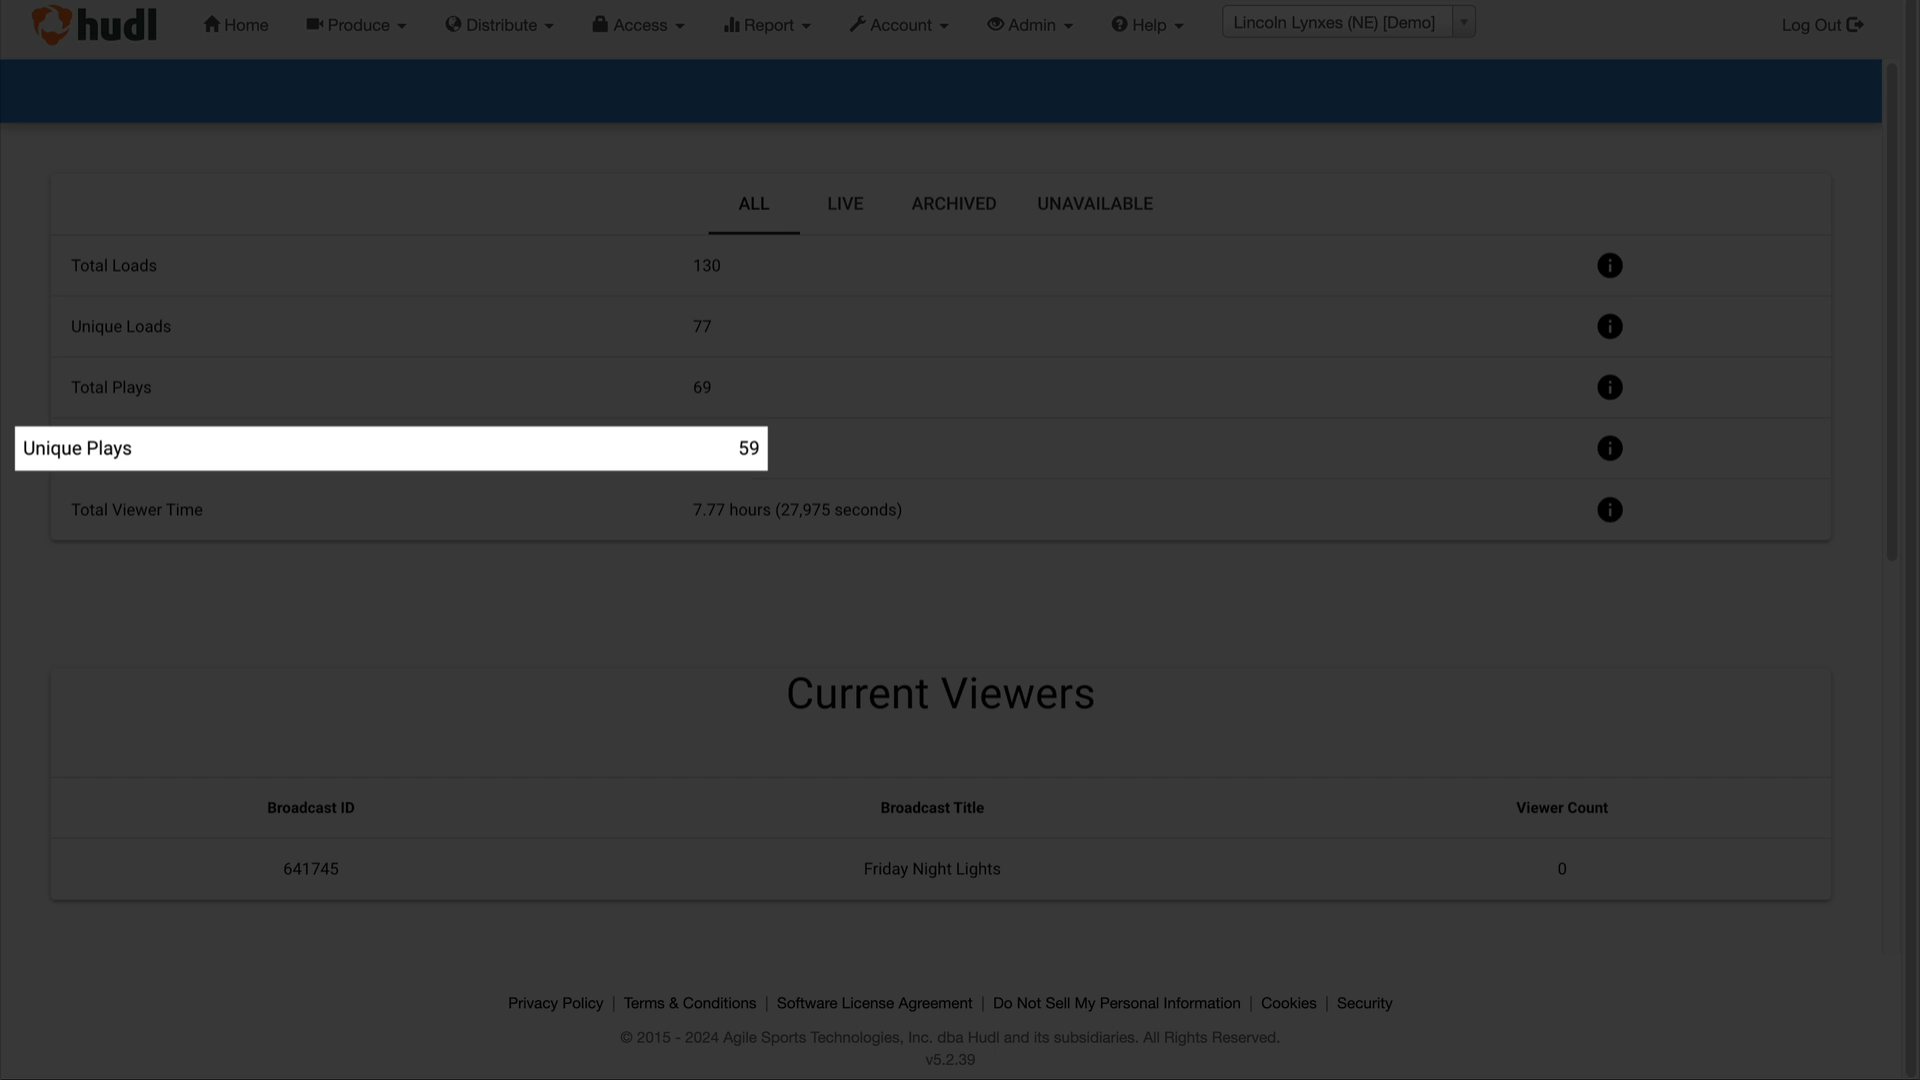 hudl Home Produce Distribute Access Report Account Admin Help Lincoln Lynxes (NE) [Demo] Log Out
ALL LIVE ARCHIVED UNAVAILABLE
Total Loads 130
Unique Loads 77
Total Plays 69
Unique Plays 59
Total Viewer Time 7.77 hours (27,975 seconds)
Current Viewers
Broadcast ID Broadcast Title Viewer Count
641745 Friday Night Lights 0
Privacy Policy | Terms & Conditions | Software License Agreement | Do Not Sell My Personal Information | Cookies | Security
© 2015 - 2024 Agile Sports Technologies, Inc. dba Hudl and its subsidiaries. All Rights Reserved.
v5.2.39